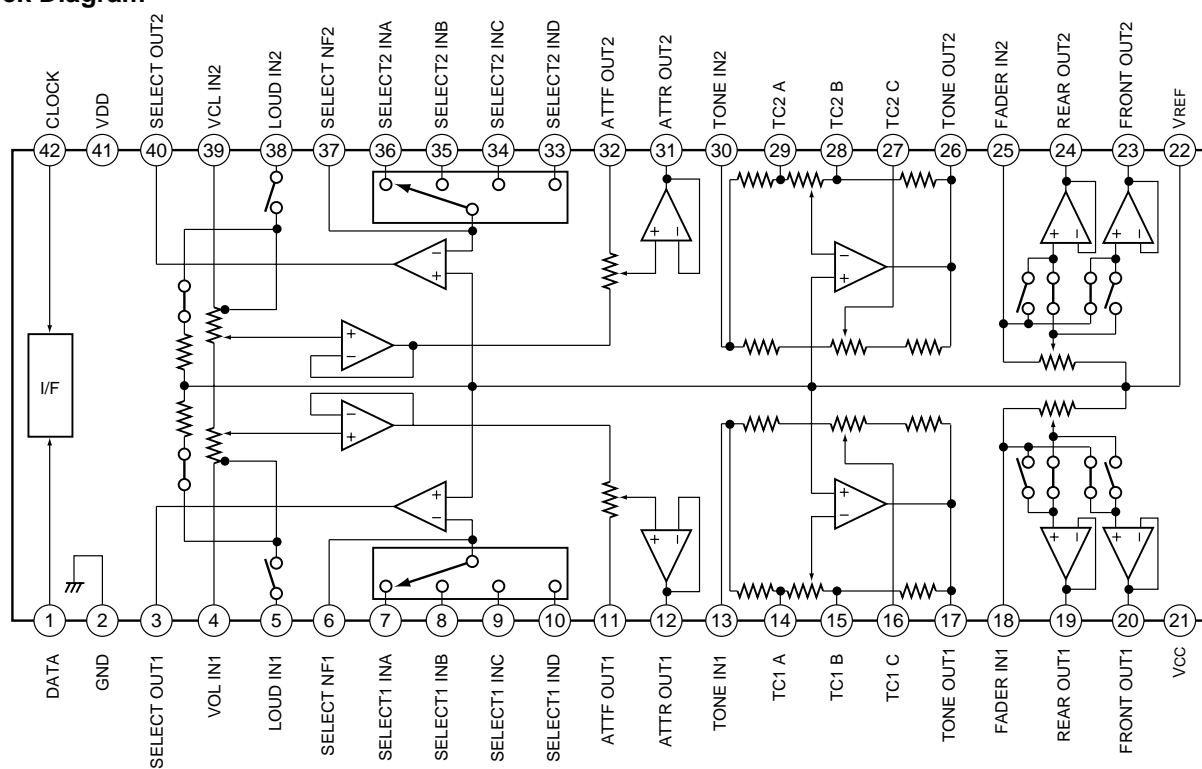 ck Diagram
CLOCK
VDD
SELECT OUT2
VCL IN2
LOUD IN2
SELECT NF2
SELECT2 INA
SELECT2 INB
SELECT2 INC
SELECT2 IND
ATTF OUT2
ATTR OUT2
TONE IN2
TC2 A
TC2 B
TC2 C
TONE OUT2
FADER IN2
REAR OUT2
FRONT OUT2
VREF
42 41 40 39 38 37 36 35 34 33 32 31 30 29 28 27 26 25 24 23 22
+ −
+ − + −
−
+
−
+
+
−
I/F
−
+
+
−
+
−
+ −
+ − + −
1 2 3 4 5 6 7 8 9 10 11 12 13 14 15 16 17 18 19 20 21
DATA
GND
SELECT OUT1
VOL IN1
LOUD IN1
SELECT NF1
SELECT1 INA
SELECT1 INB
SELECT1 INC
SELECT1 IND
ATTF OUT1
ATTR OUT1
TONE IN1
TC1 A
TC1 B
TC1 C
TONE OUT1
FADER IN1
REAR OUT1
FRONT OUT1
VCC